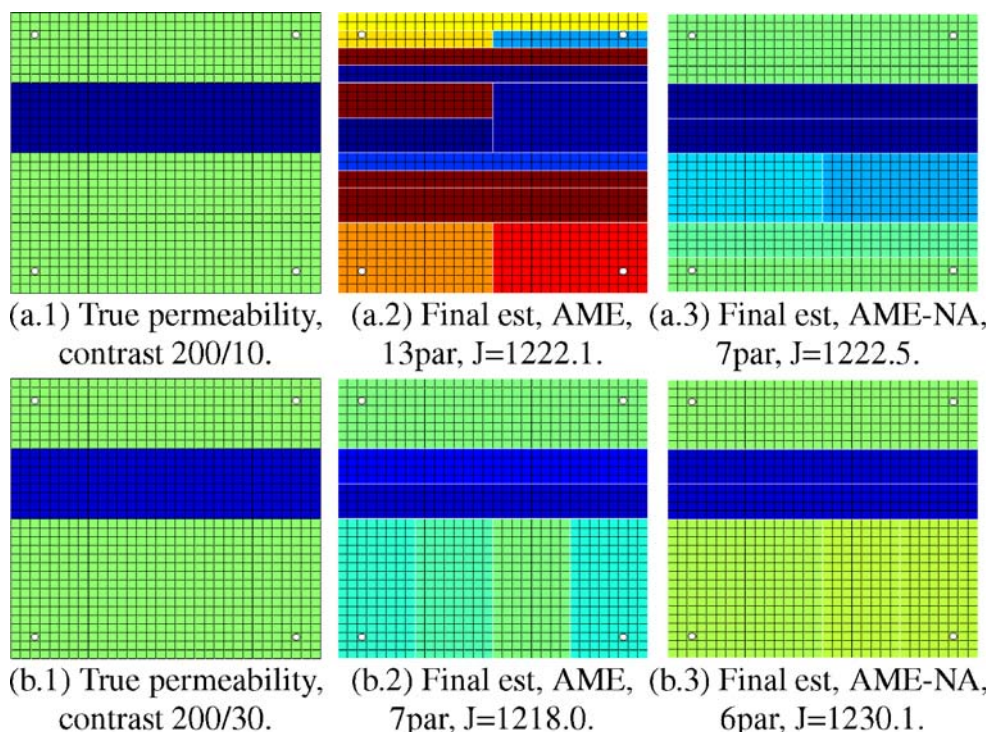 (a.1) True permeability,
contrast 200/10.
(a.2) Final est, AME,
13par, J=1222.1.
(a.3) Final est, AME-NA,
7par, J=1222.5.
(b.1) True permeability,
contrast 200/30.
(b.2) Final est, AME,
7par, J=1218.0.
(b.3) Final est, AME-NA,
6par, J=1230.1.